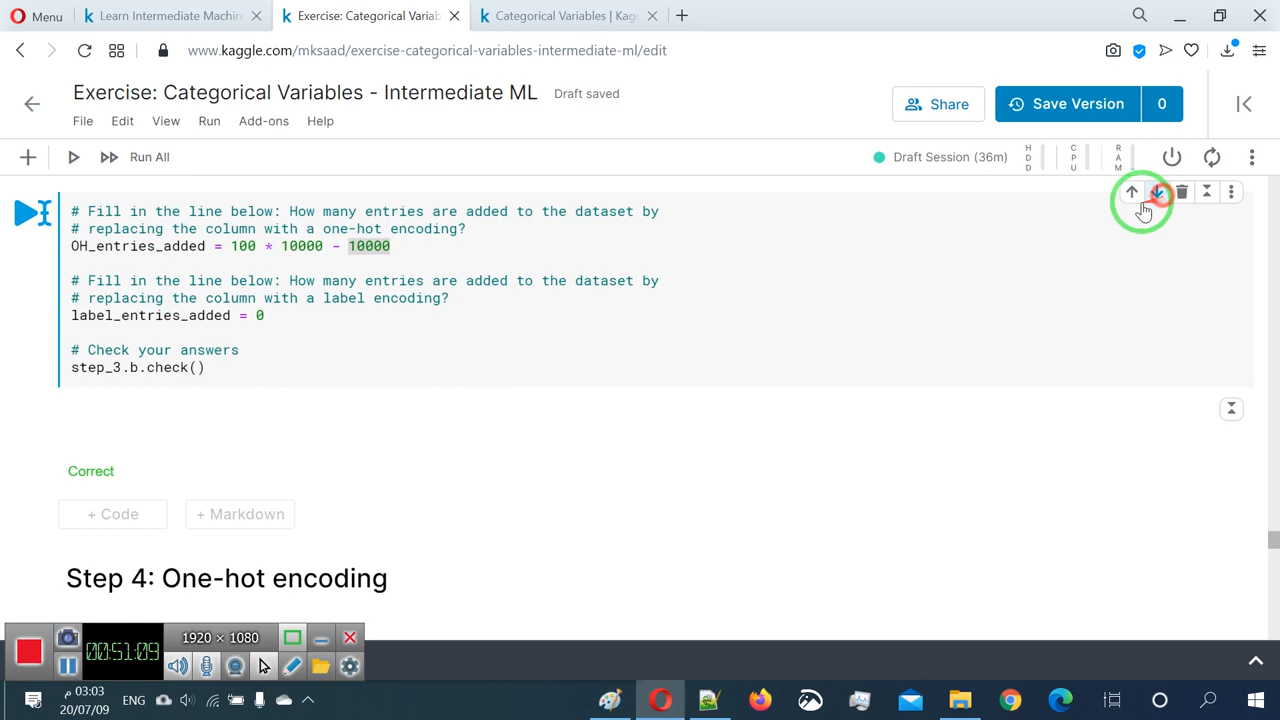 Menu
Learn Intermediate Machin
Exercise: Categorical Variab
Categorical Variables | Kagg
www.kaggle.com/mksaad/exercise-categorical-variables-intermediate-ml/edit
Exercise: Categorical Variables - Intermediate ML
Draft saved
File
Edit
View
Run
Add-ons
Help
Share
Save Version
0
Run All
Draft Session (36m)
HDD
CPU
RAM
# Fill in the line below: How many entries are added to the dataset by
# replacing the column with a one-hot encoding?
OH_entries_added = 100 * 10000 - 10000
# Fill in the line below: How many entries are added to the dataset by
# replacing the column with a label encoding?
label_entries_added = 0
# Check your answers
step_3.b.check()
Correct
+ Code
+ Markdown
Step 4: One-hot encoding
00:51:09
1920 × 1080
03:03 م
20/07/09
ENG